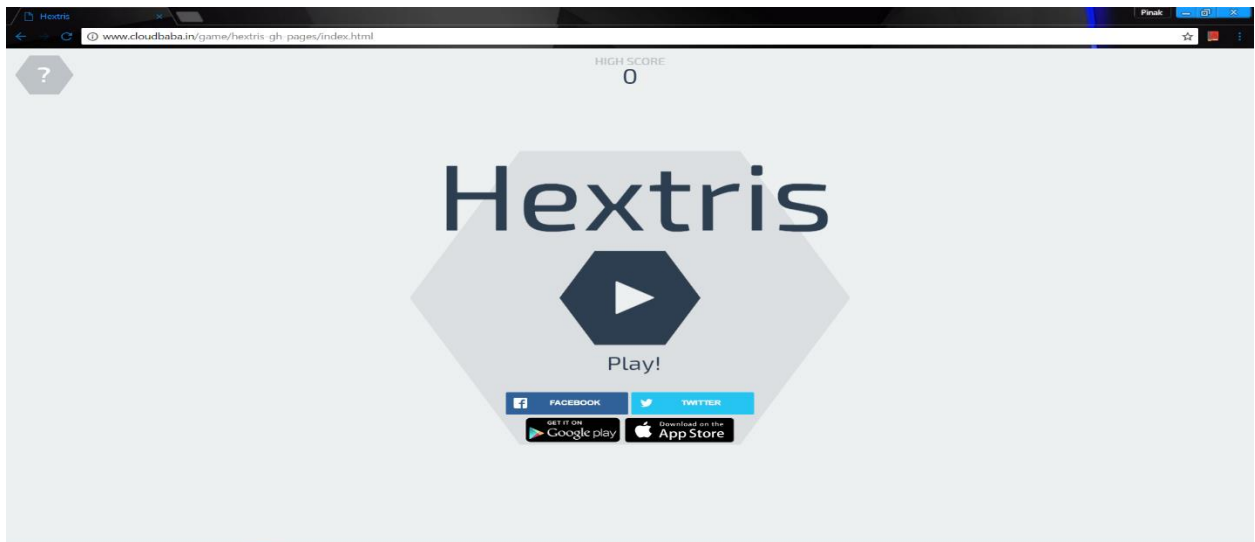 Hextris
Pinak
www.cloudbaba.in/game/hextris-gh-pages/index.html
?
HIGH SCORE
0
Hextris
Play!
FACEBOOK
TWITTER
GET IT ON
Google play
Download on the
App Store